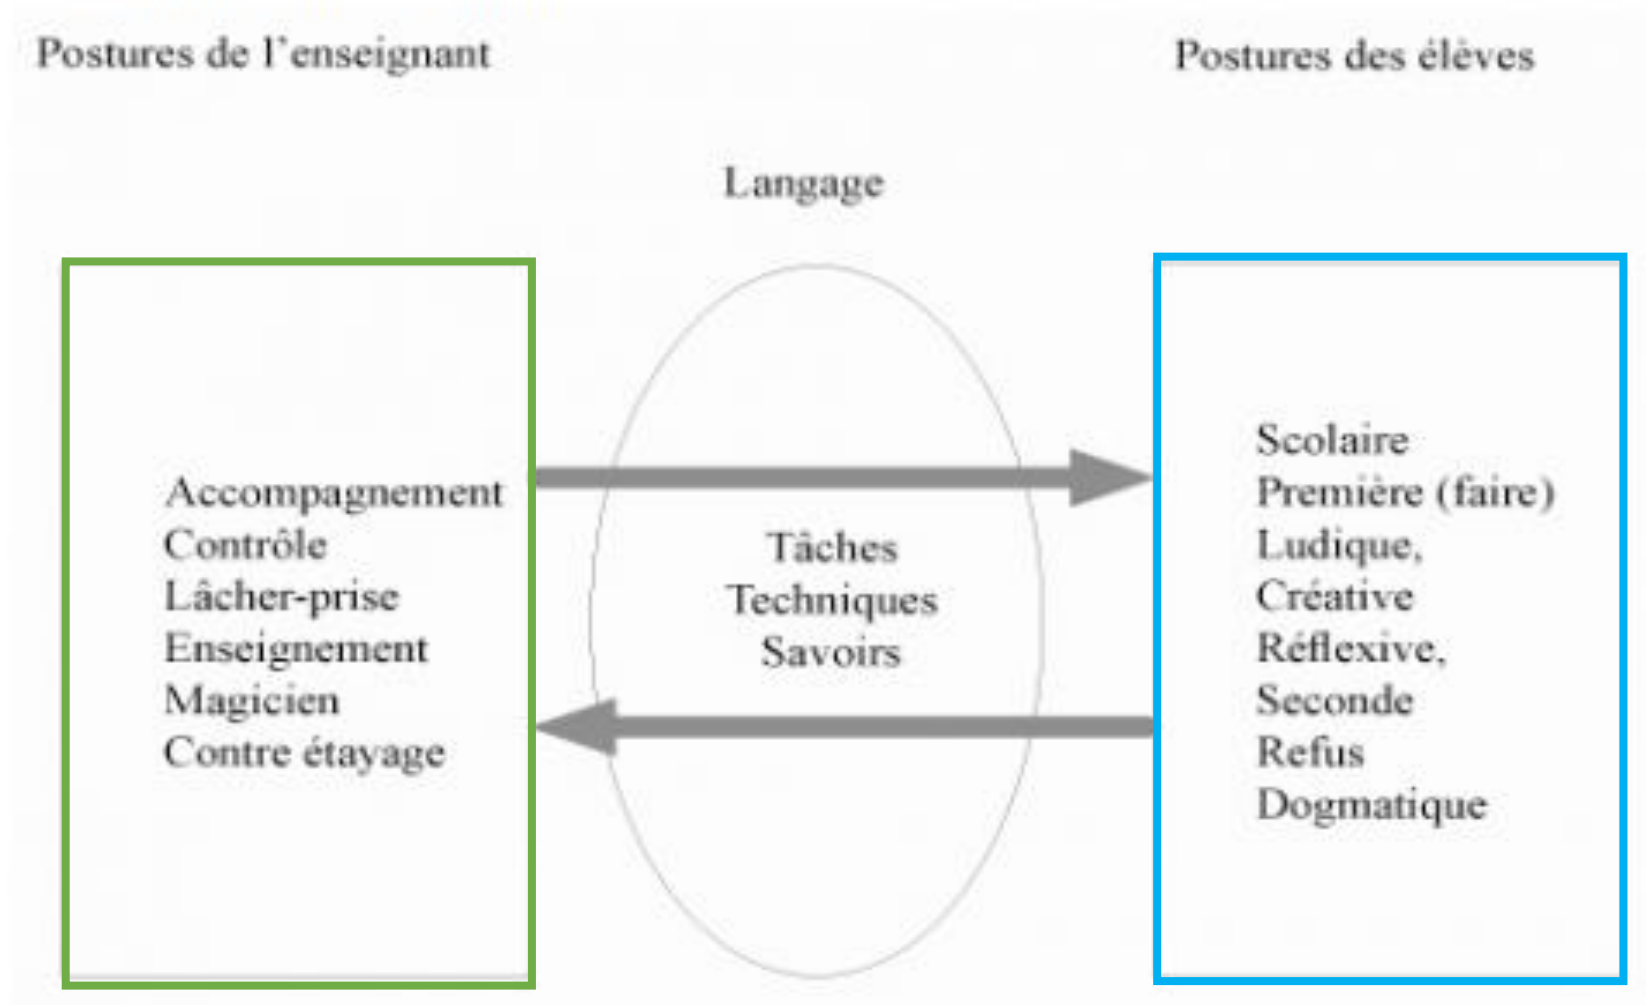 Postures de l'enseignant
Postures des élèves
Langage
Accompagnement
Contrôle
Lâcher-prise
Enseignement
Magicien
Contre étayage
Tâches
Techniques
Savoirs
Scolaire
Première (faire)
Ludique,
Créative
Réflexive,
Seconde
Refus
Dogmatique